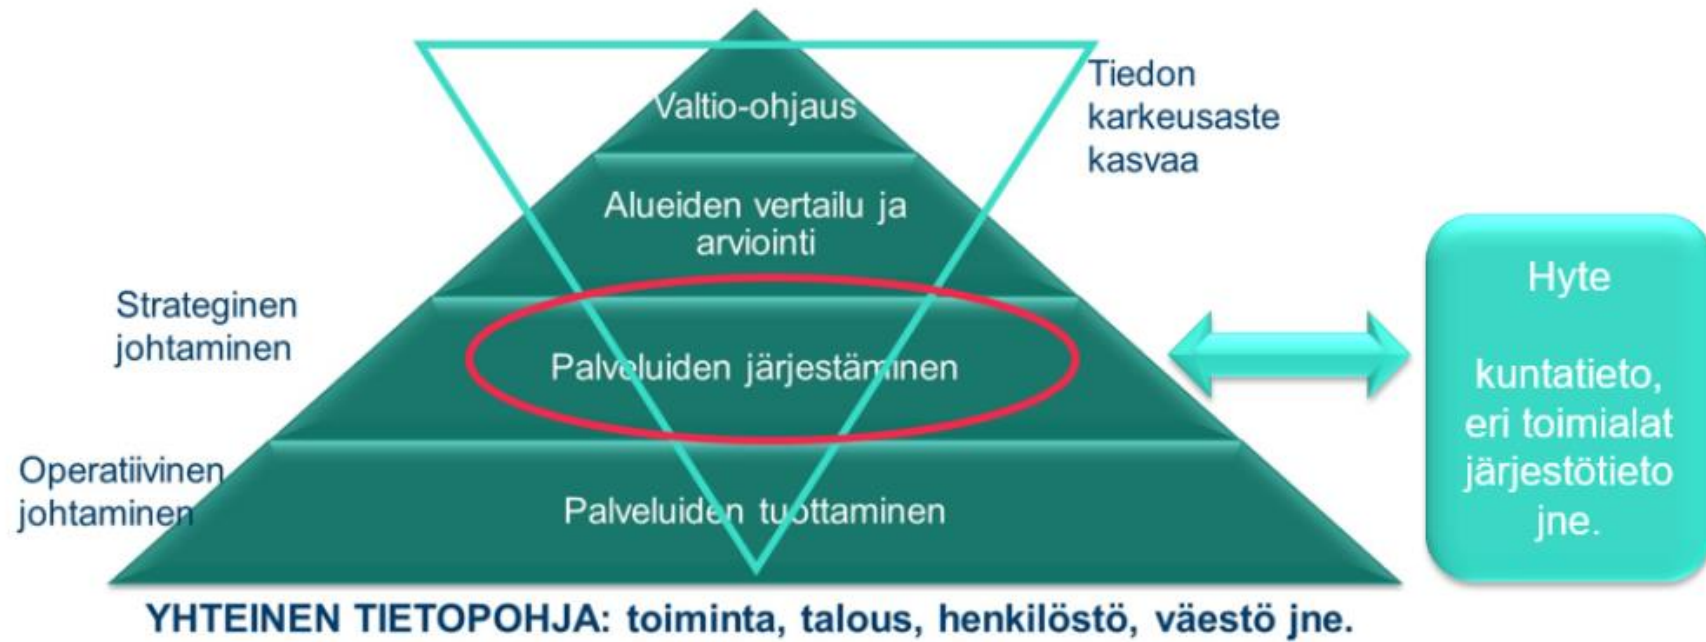 Valtio-ohjaus
Tiedon
karkeusaste
kasvaa
Alueiden vertailu ja
arviointi
Strateginen
johtaminen
Palveluiden järjestäminen
Operatiivinen
johtaminen
Palveluiden tuottaminen
Hyte
kuntatieto,
eri toimialat
järjestötieto
jne.
YHTEINEN TIETOPOHJA: toiminta, talous, henkilöstö, väestö jne.